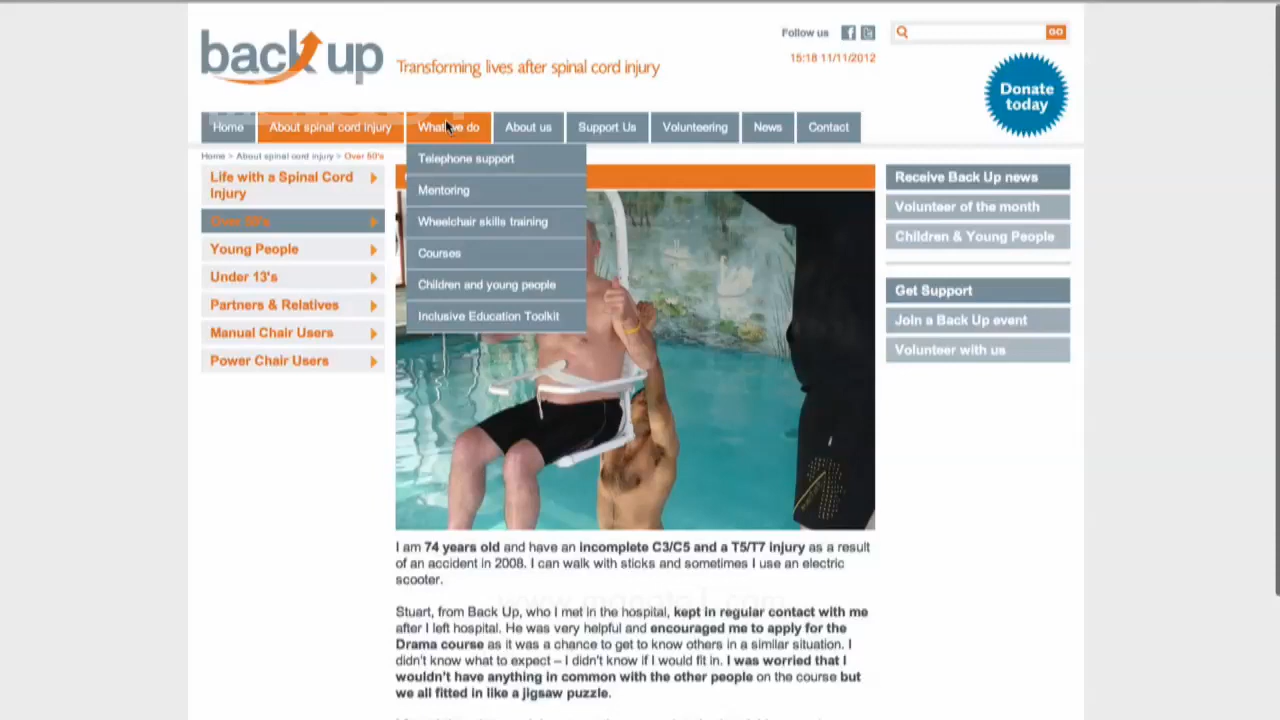 back up
Transforming lives after spinal cord injury
Follow us
15:18 11/11/2012
GO
Donate
today
Home
About spinal cord injury
What we do
About us
Support Us
Volunteering
News
Contact
Home > About spinal cord injury > Over 50's
Life with a Spinal Cord
Injury
Over 50's
Young People
Under 13's
Partners & Relatives
Manual Chair Users
Power Chair Users
Telephone support
Mentoring
Wheelchair skills training
Courses
Children and young people
Inclusive Education Toolkit
Receive Back Up news
Volunteer of the month
Children & Young People
Get Support
Join a Back Up event
Volunteer with us
I am 74 years old and have an incomplete C3/C5 and a T5/T7 injury as a result
of an accident in 2008. I can walk with sticks and sometimes I use an electric
scooter.
Stuart, from Back Up, who I met in the hospital, kept in regular contact with me
after I left hospital. He was very helpful and encouraged me to apply for the
Drama course as it was a chance to get to know others in a similar situation. I
didn't know what to expect – I didn't know if I would fit in. I was worried that I
wouldn't have anything in common with the other people on the course but
we all fitted in like a jigsaw puzzle.